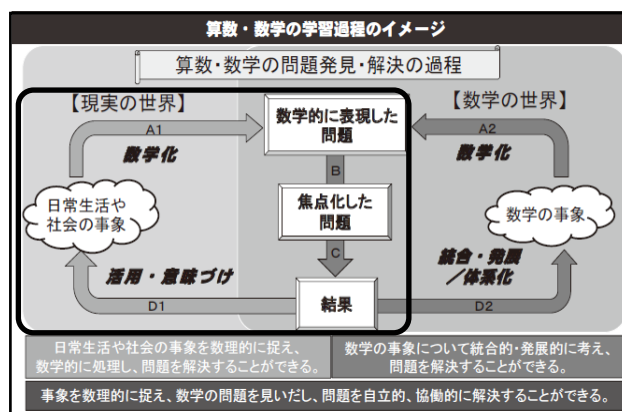 算数・数学の学習過程のイメージ
算数・数学の問題発見・解決の過程
【現実の世界】
【数学の世界】
A1
数学化
数学的に表現した
問題
A2
数学化
B
日常生活や
社会の事象
焦点化した
問題
数学の事象
C
活用・意味づけ
統合・発展
/体系化
D1
結果
D2
日常生活や社会の事象を数理的に捉え、
数学的に処理し、問題を解決することができる。
数学の事象について統合的・発展的に考え、
問題を解決することができる。
事象を数理的に捉え、数学の問題を見いだし、問題を自立的、協働的に解決することができる。